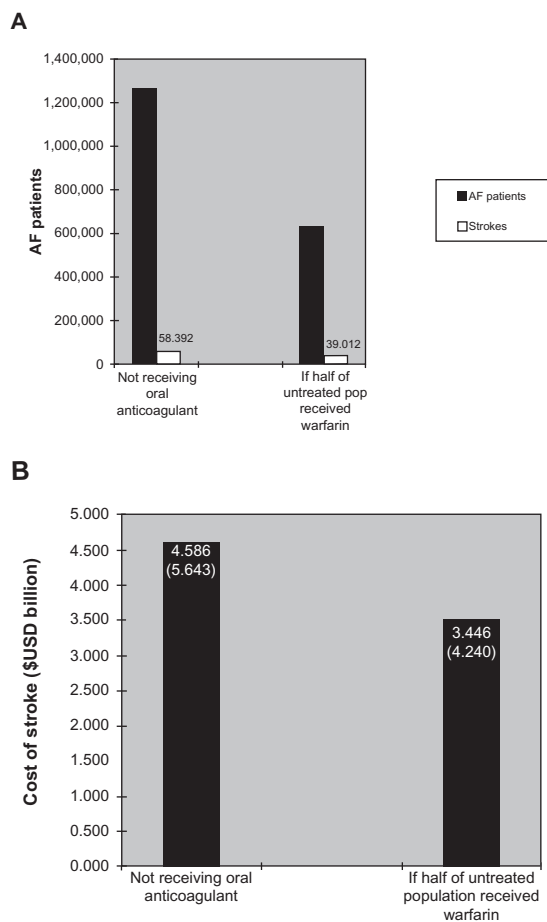 A
1,400,000
1,200,000
1,000,000
800,000
600,000
400,000
200,000
0
AF patients
58.392
39.012
Not receiving
oral
anticoagulant
If half of
untreated pop
received
warfarin
AF patients
Strokes
B
5.000
4.500
4.000
3.500
3.000
2.500
2.000
1.500
1.000
0.500
0.000
Cost of stroke ($USD billion)
4.586
(5.643)
3.446
(4.240)
Not receiving oral
anticoagulant
If half of untreated
population received
warfarin